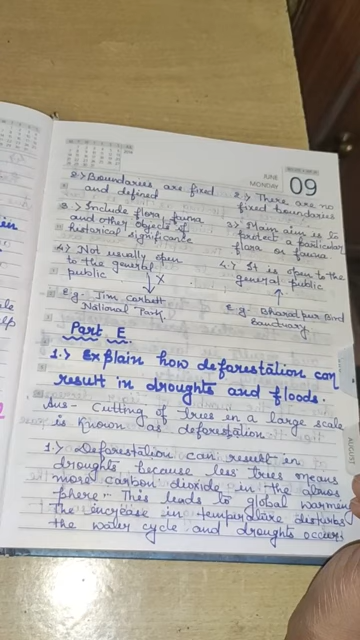 JUNE
MONDAY
09
2.> Boundaries are fixed
and defined
2.> There are no
fixed boundaries
3.> Include flora, fauna
and other objects of
historical significance
3.> Main aim is to
protect a particular
flora or fauna
4.> Not usually open
to the general
public
4.> It is open to the
general public
E.g. Jim Corbett
National Park
E.g. Bharatpur Bird
Sanctuary
Part E
1.> Explain how deforestation can
result in droughts and floods.
Ans- Cutting of trees in a large scale
is known as deforestation.
1.> Deforestation can result in
droughts because less trees means
more carbon dioxide in the atmos
phere. This leads to global warming
The increase in temperature disturbs
the water cycle and droughts occurs
AUGUST